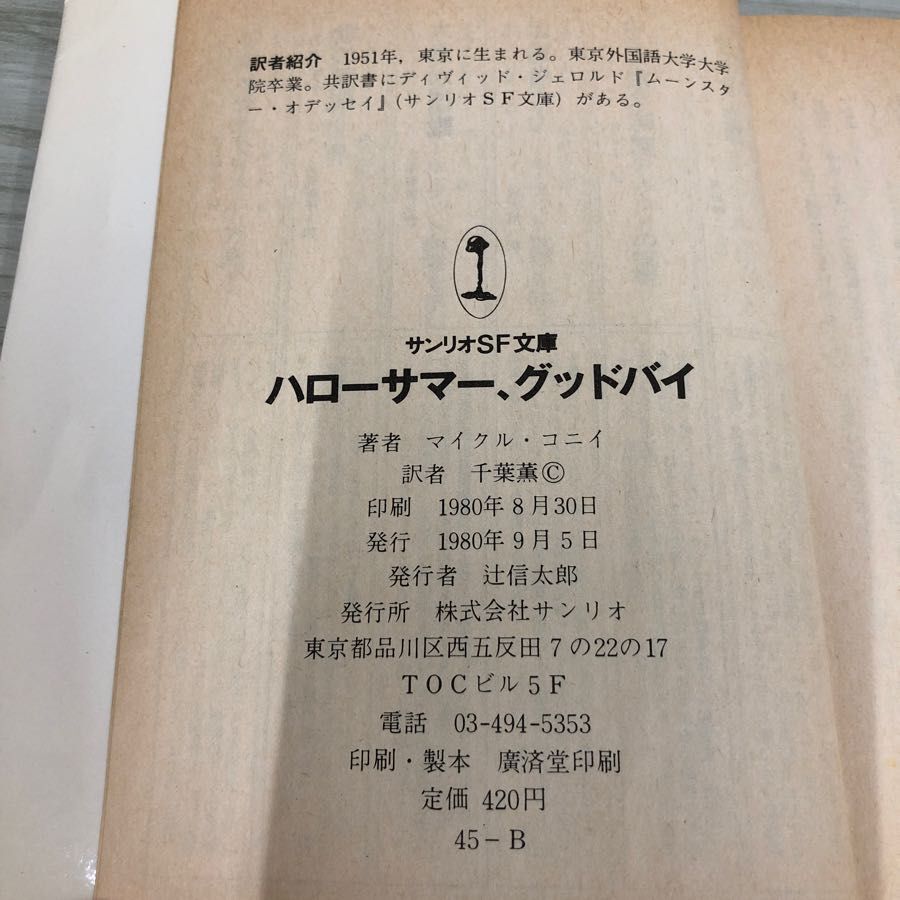 訳者紹介 1951年，東京に生まれる。東京外国語大学大学
院卒業。共訳書にディヴィッド・ジェロルド『ムーンスタ
ー・オデッセイ』（サンリオSF文庫）がある。
サンリオSF文庫
ハローサマー、グッドバイ
著者 マイクル・コニイ
訳者 千葉薫©
印刷 1980年8月30日
発行 1980年9月5日
発行者 辻信太郎
発行所 株式会社サンリオ
東京都品川区西五反田7の22の17
TOCビル5F
電話 03-494-5353
印刷・製本 廣済堂印刷
定価 420円
45－B